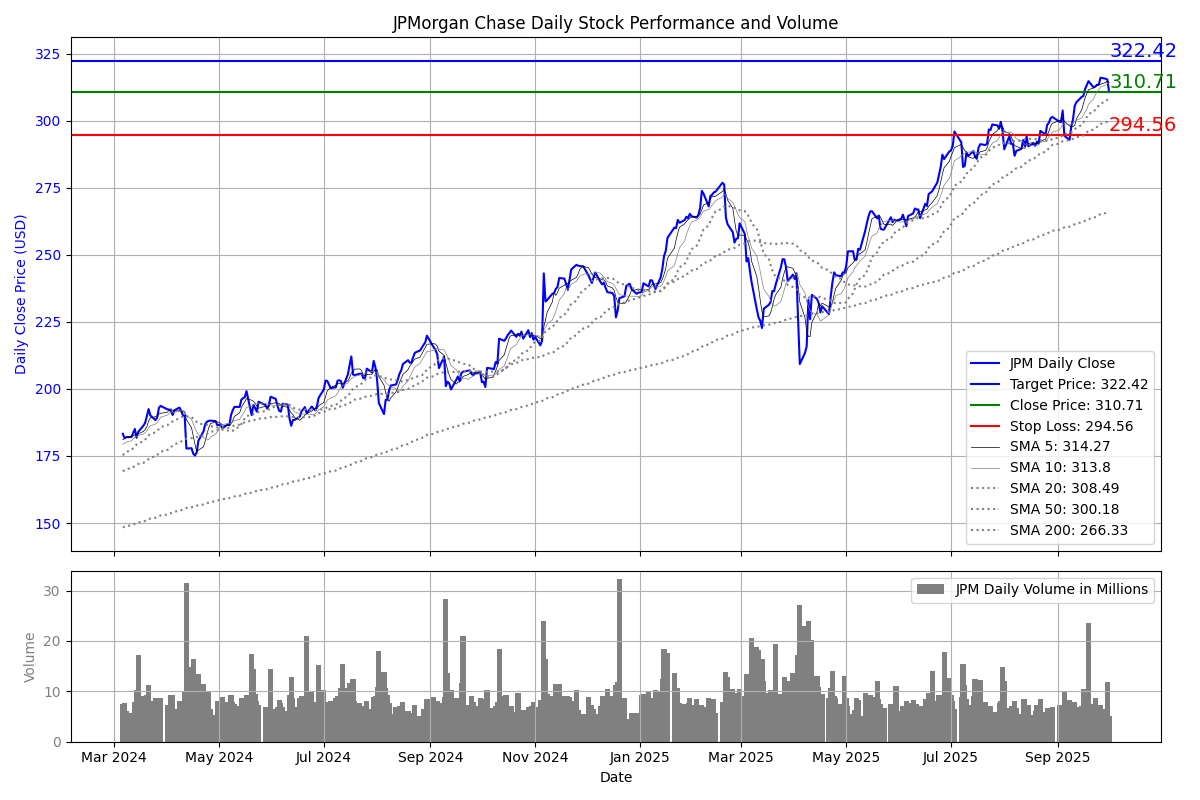 JPMorgan Chase Daily Stock Performance and Volume
325
300
275
250
225
200
175
150
Daily Close Price (USD)
322.42
310.71
294.56
JPM Daily Close
Target Price: 322.42
Close Price: 310.71
Stop Loss: 294.56
SMA 5: 314.27
SMA 10: 313.8
SMA 20: 308.49
SMA 50: 300.18
SMA 200: 266.33
30
20
10
0
Volume
JPM Daily Volume in Millions
Mar 2024 May 2024 Jul 2024 Sep 2024 Nov 2024 Jan 2025 Mar 2025 May 2025 Jul 2025 Sep 2025
Date